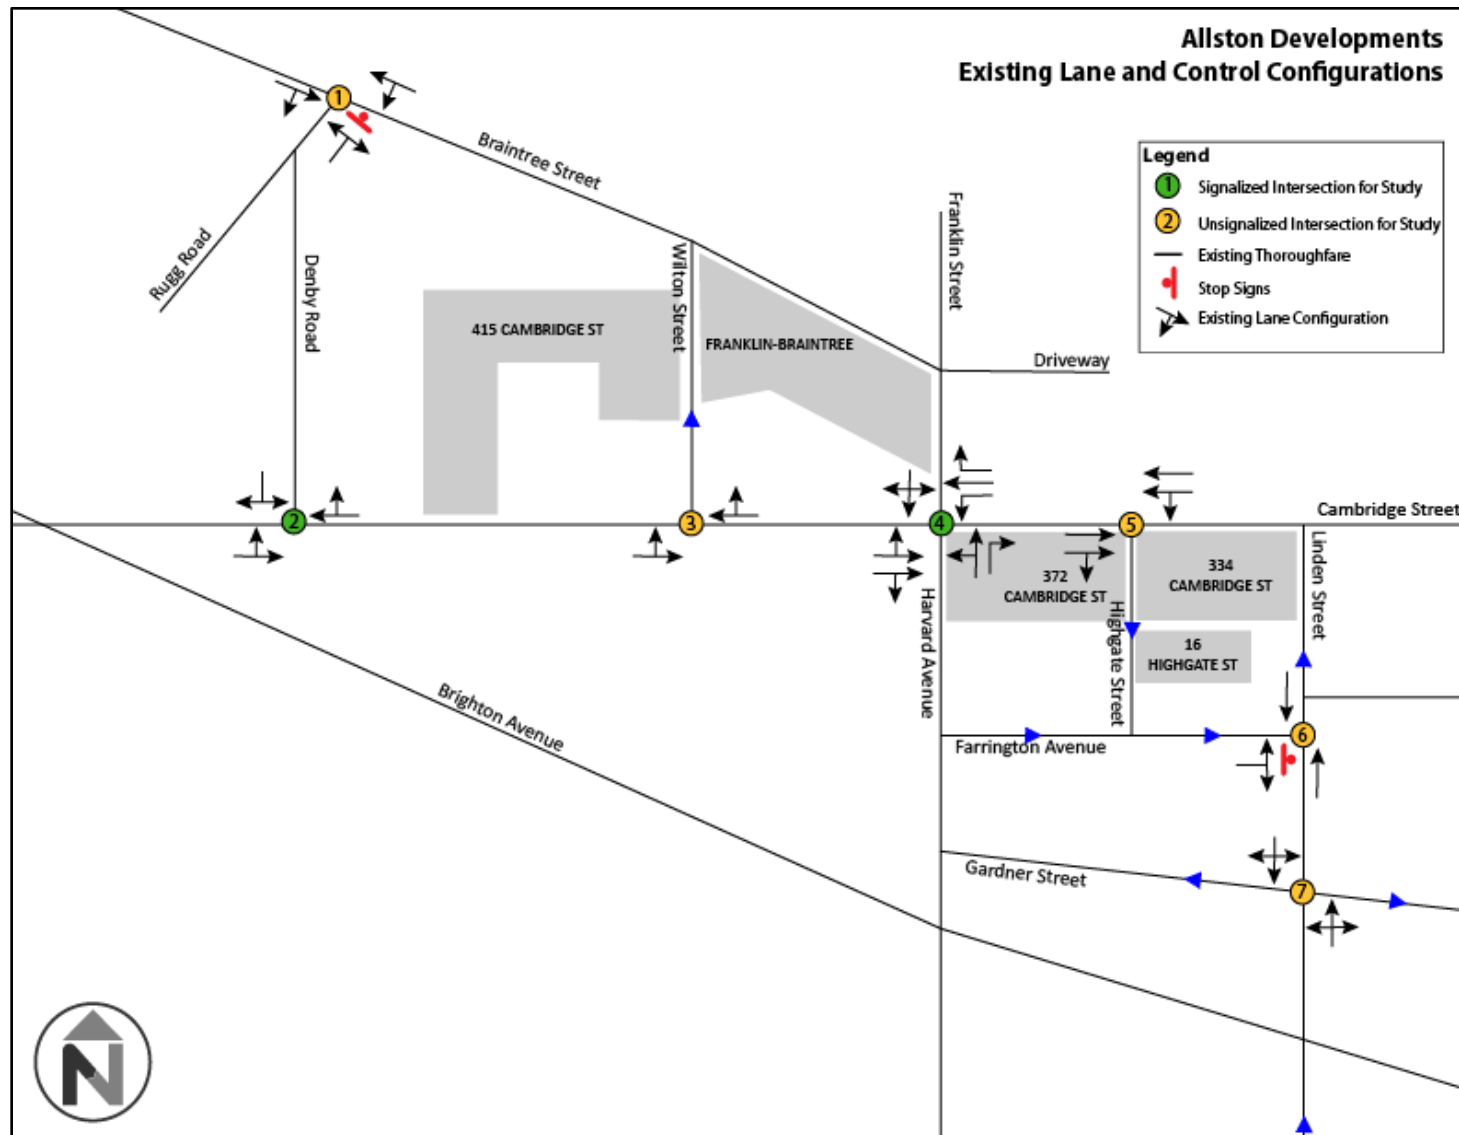 Allston Developments
Existing Lane and Control Configurations
Legend
1 Signalized Intersection for Study
2 Unsignalized Intersection for Study
Existing Thoroughfare
Stop Signs
Existing Lane Configuration
1
Braintree Street
Rugg Road
Denby Road
Wilton Street
Franklin Street
415 CAMBRIDGE ST
FRANKLIN-BRAINTREE
Driveway
2
3
4
5
Cambridge Street
372
CAMBRIDGE ST
334
CAMBRIDGE ST
Linden Street
Harvard Avenue
Highgate Street
16
HIGHGATE ST
Brighton Avenue
Farrington Avenue
6
Gardner Street
7
N